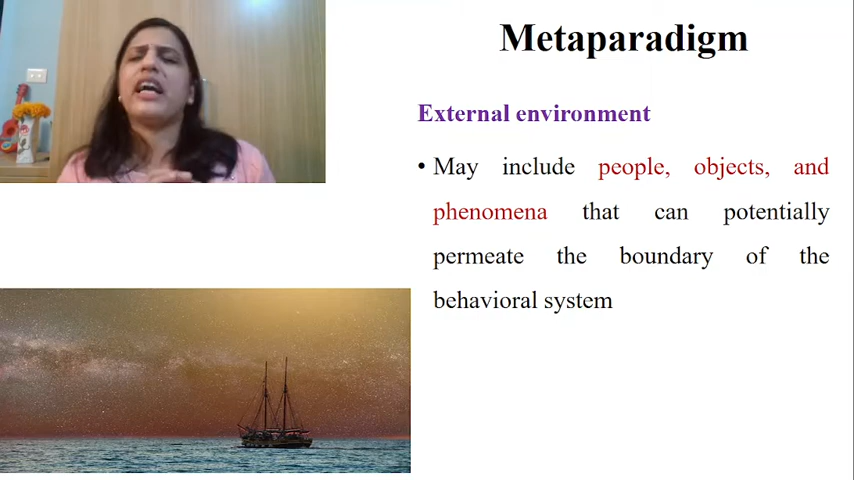 Metaparadigm
External environment
• May include people, objects, and
phenomena that can potentially
permeate the boundary of the
behavioral system